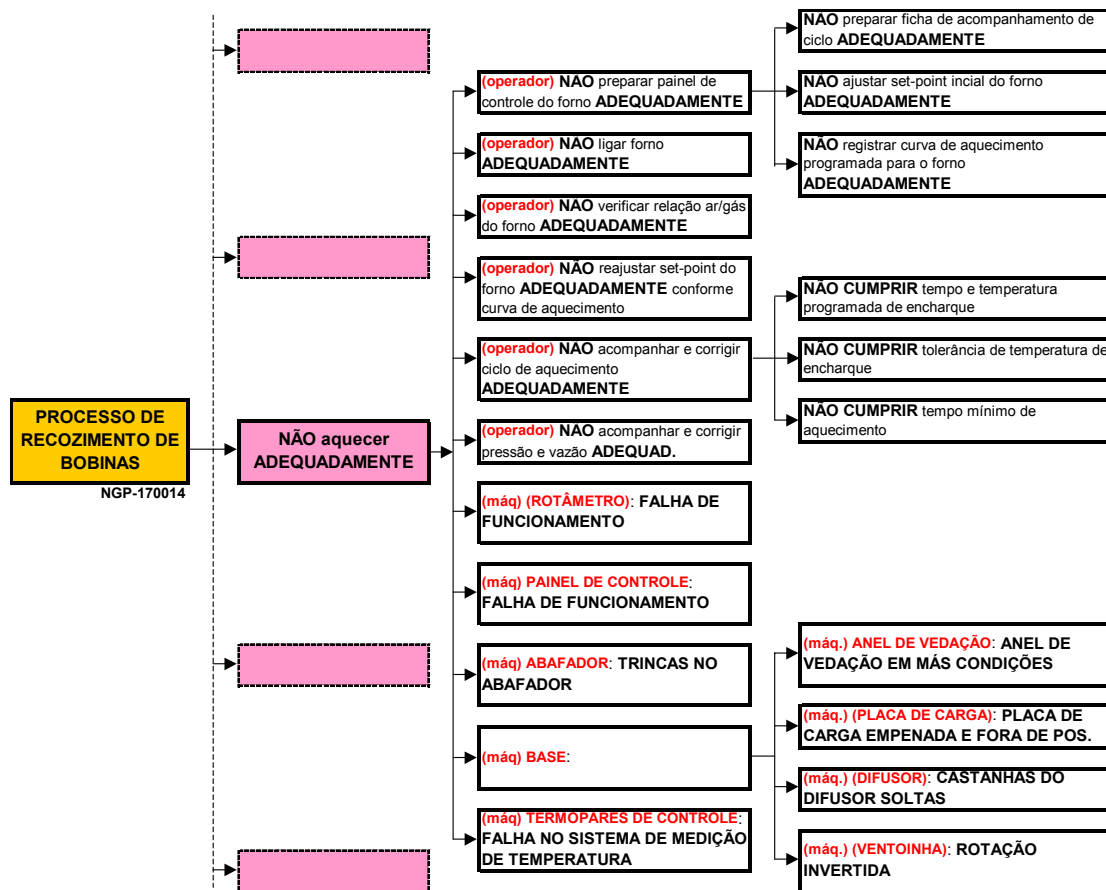 PROCESSO DE
RECOZIMENTO DE
BOBINAS
NGP-170014
NÃO aquecer
ADEQUADAMENTE
(operador) NÃO preparar painel de
controle do forno ADEQUADAMENTE
(operador) NÃO ligar forno
ADEQUADAMENTE
(operador) NÃO verificar relação ar/gás
do forno ADEQUADAMENTE
(operador) NÃO reajustar set-point do
forno ADEQUADAMENTE conforme
curva de aquecimento
(operador) NÃO acompanhar e corrigir
ciclo de aquecimento
ADEQUADAMENTE
(operador) NÃO acompanhar e corrigir
pressão e vazão ADEQUAD.
(máq) (ROTÂMETRO): FALHA DE
FUNCIONAMENTO
(máq) PAINEL DE CONTROLE:
FALHA DE FUNCIONAMENTO
(máq) ABAFADOR: TRINCAS NO
ABAFADOR
(máq) BASE:
(máq) TERMOPARES DE CONTROLE:
FALHA NO SISTEMA DE MEDIÇÃO
DE TEMPERATURA
NÃO preparar ficha de acompanhamento de
ciclo ADEQUADAMENTE
NÃO ajustar set-point incial do forno
ADEQUADAMENTE
NÃO registrar curva de aquecimento
programada para o forno
ADEQUADAMENTE
NÃO CUMPRIR tempo e temperatura
programada de encharque
NÃO CUMPRIR tolerância de temperatura de
encharque
NÃO CUMPRIR tempo mínimo de
aquecimento
(máq.) ANEL DE VEDAÇÃO: ANEL DE
VEDAÇÃO EM MÁS CONDIÇÕES
(máq.) (PLACA DE CARGA): PLACA DE
CARGA EMPENADA E FORA DE POS.
(máq.) (DIFUSOR): CASTANHAS DO
DIFUSOR SOLTAS
(máq.) (VENTOINHA): ROTAÇÃO
INVERTIDA